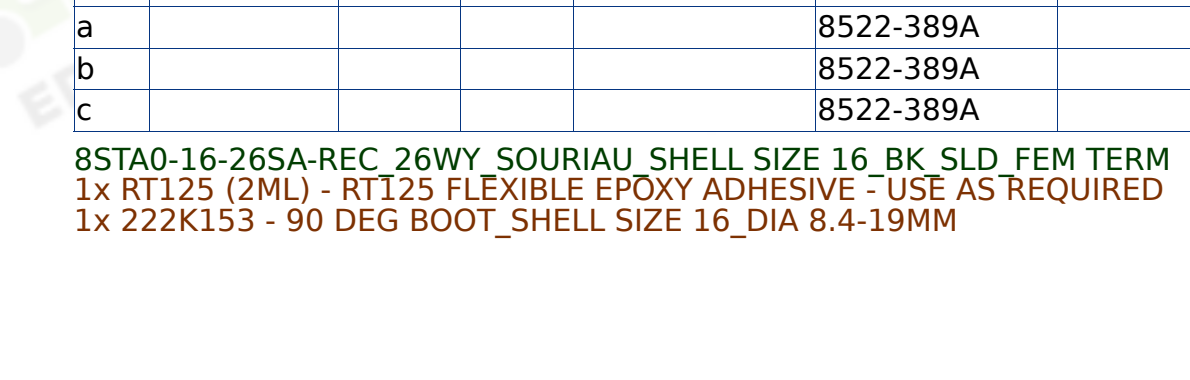 a 8522-389A
b 8522-389A
c 8522-389A
8STA0-16-26SA-REC_26WY_SOURIAU_SHELL SIZE 16_BK_SLD_FEM TERM
1x RT125 (2ML) - RT125 FLEXIBLE EPOXY ADHESIVE - USE AS REQUIRED
1x 222K153 - 90 DEG BOOT_SHELL SIZE 16_DIA 8.4-19MM